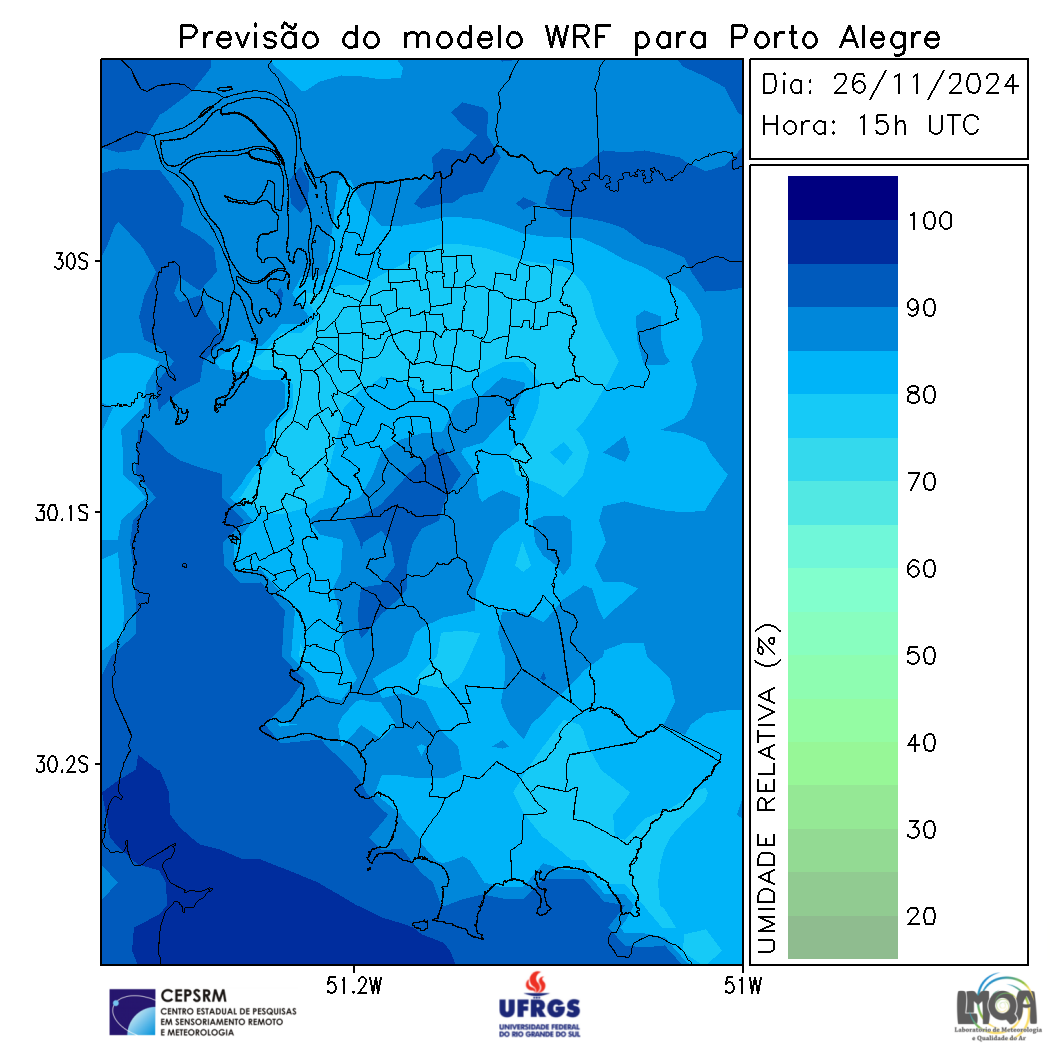 Previsão do modelo WRF para Porto Alegre
Dia: 26/11/2024
Hora: 15h UTC
30S
30.1S
30.2S
51.2W
51W
UMIDADE RELATIVA (%)
100
90
80
70
60
50
40
30
20
CEPSRM
CENTRO ESTADUAL DE PESQUISAS
EM SENSORIAMENTO REMOTO
E METEOROLOGIA
UFRGS
UNIVERSIDADE FEDERAL
DO RIO GRANDE DO SUL
LMQA
Laboratório de Meteorologia
e Qualidade do Ar